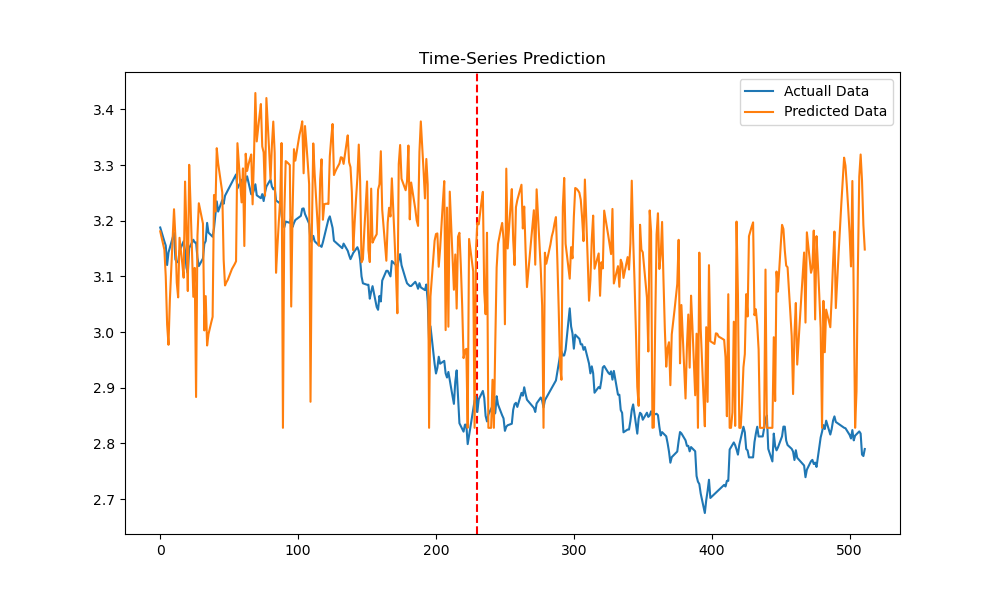 Time-Series Prediction
Actuall Data
Predicted Data
3.4
3.3
3.2
3.1
3.0
2.9
2.8
2.7
0 100 200 300 400 500